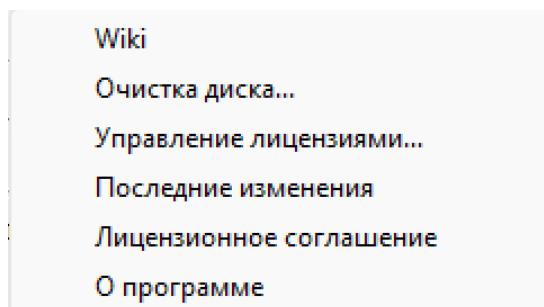 Wiki
Очистка диска...
Управление лицензиями...
Последние изменения
Лицензионное соглашение
О программе